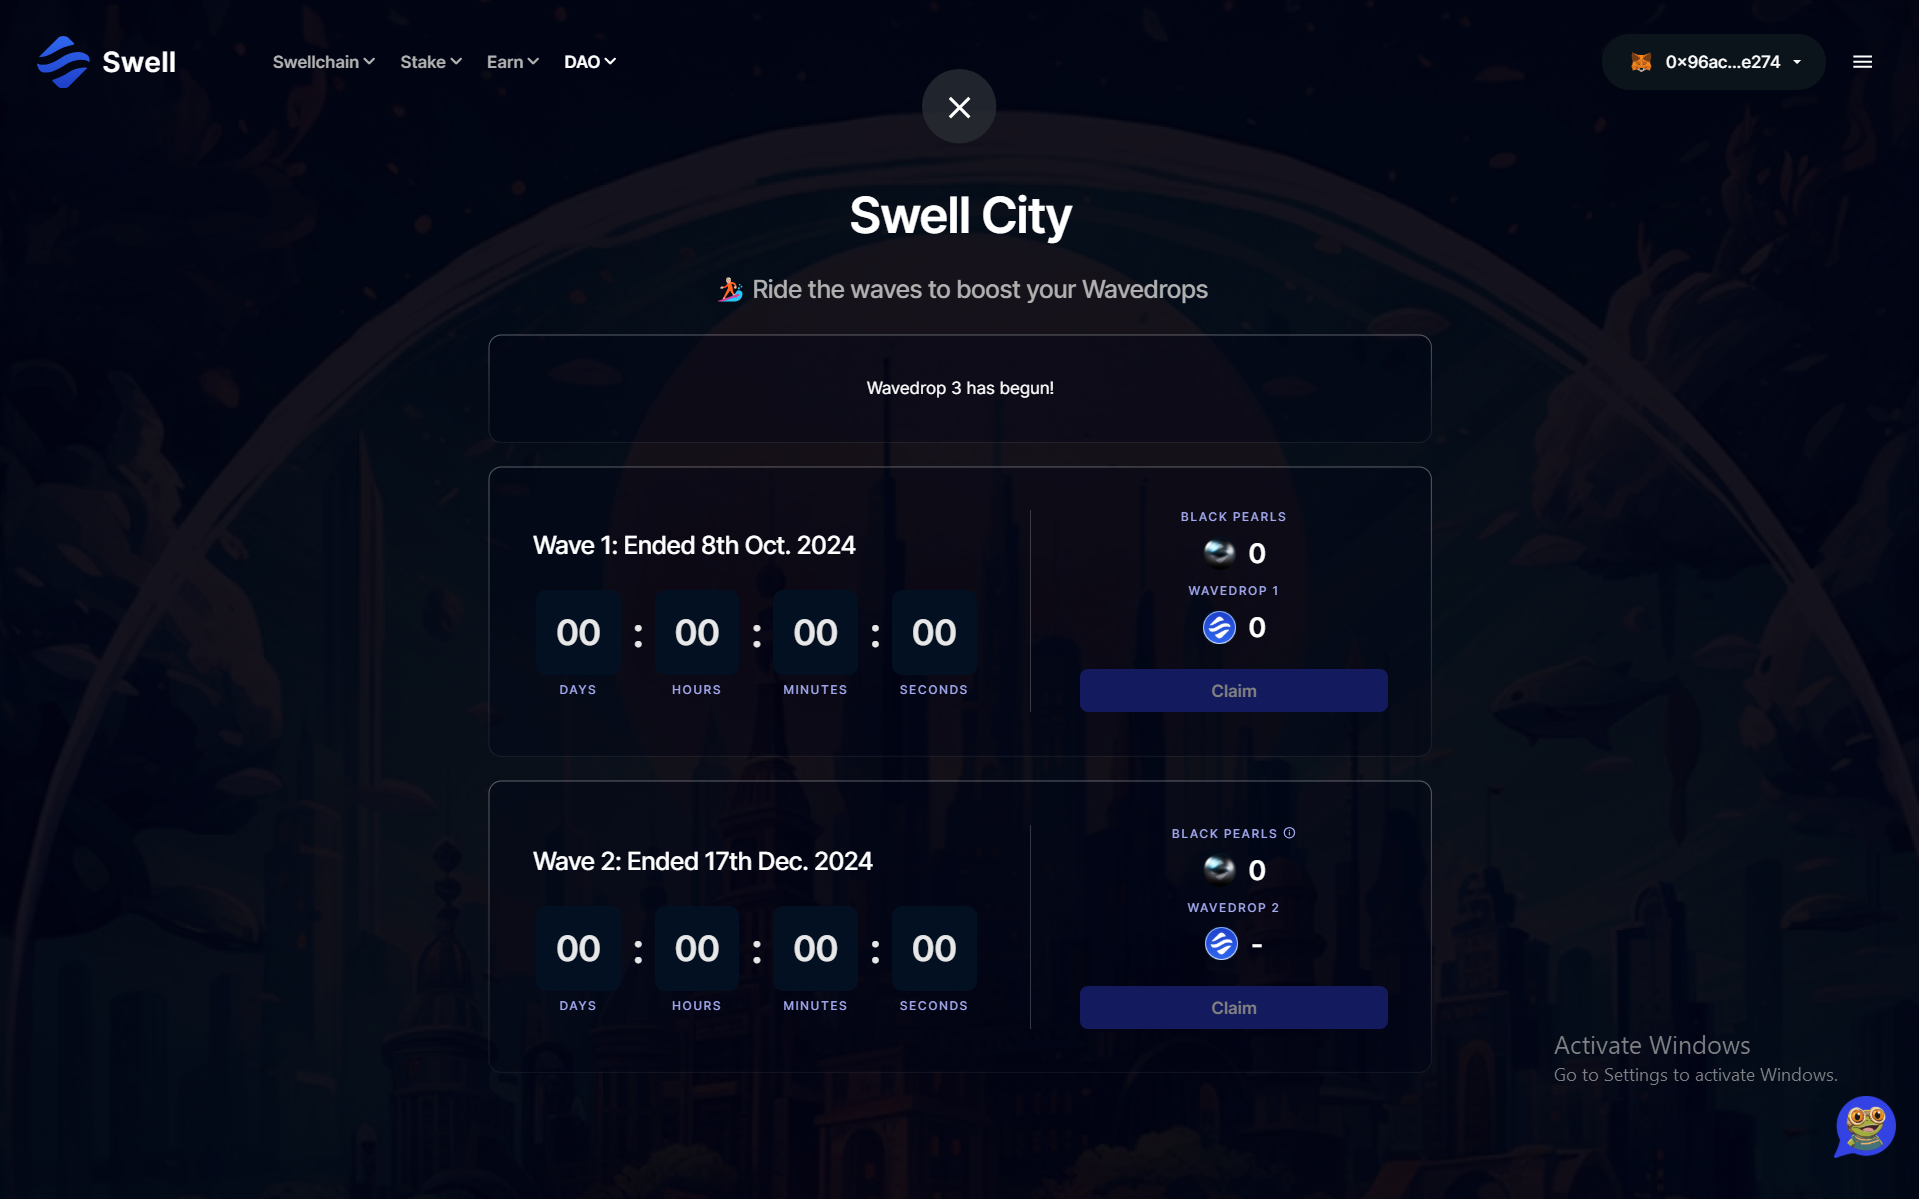 Swell
Swellchain
Stake
Earn
DAO
0x96ac...e274
Swell City
Ride the waves to boost your Wavedrops
Wavedrop 3 has begun!
Wave 1: Ended 8th Oct. 2024
00 : 00 : 00 : 00
DAYS HOURS MINUTES SECONDS
BLACK PEARLS
0
WAVEDROP 1
0
Claim
Wave 2: Ended 17th Dec. 2024
00 : 00 : 00 : 00
DAYS HOURS MINUTES SECONDS
BLACK PEARLS
0
WAVEDROP 2
-
Claim
Activate Windows
Go to Settings to activate Windows.